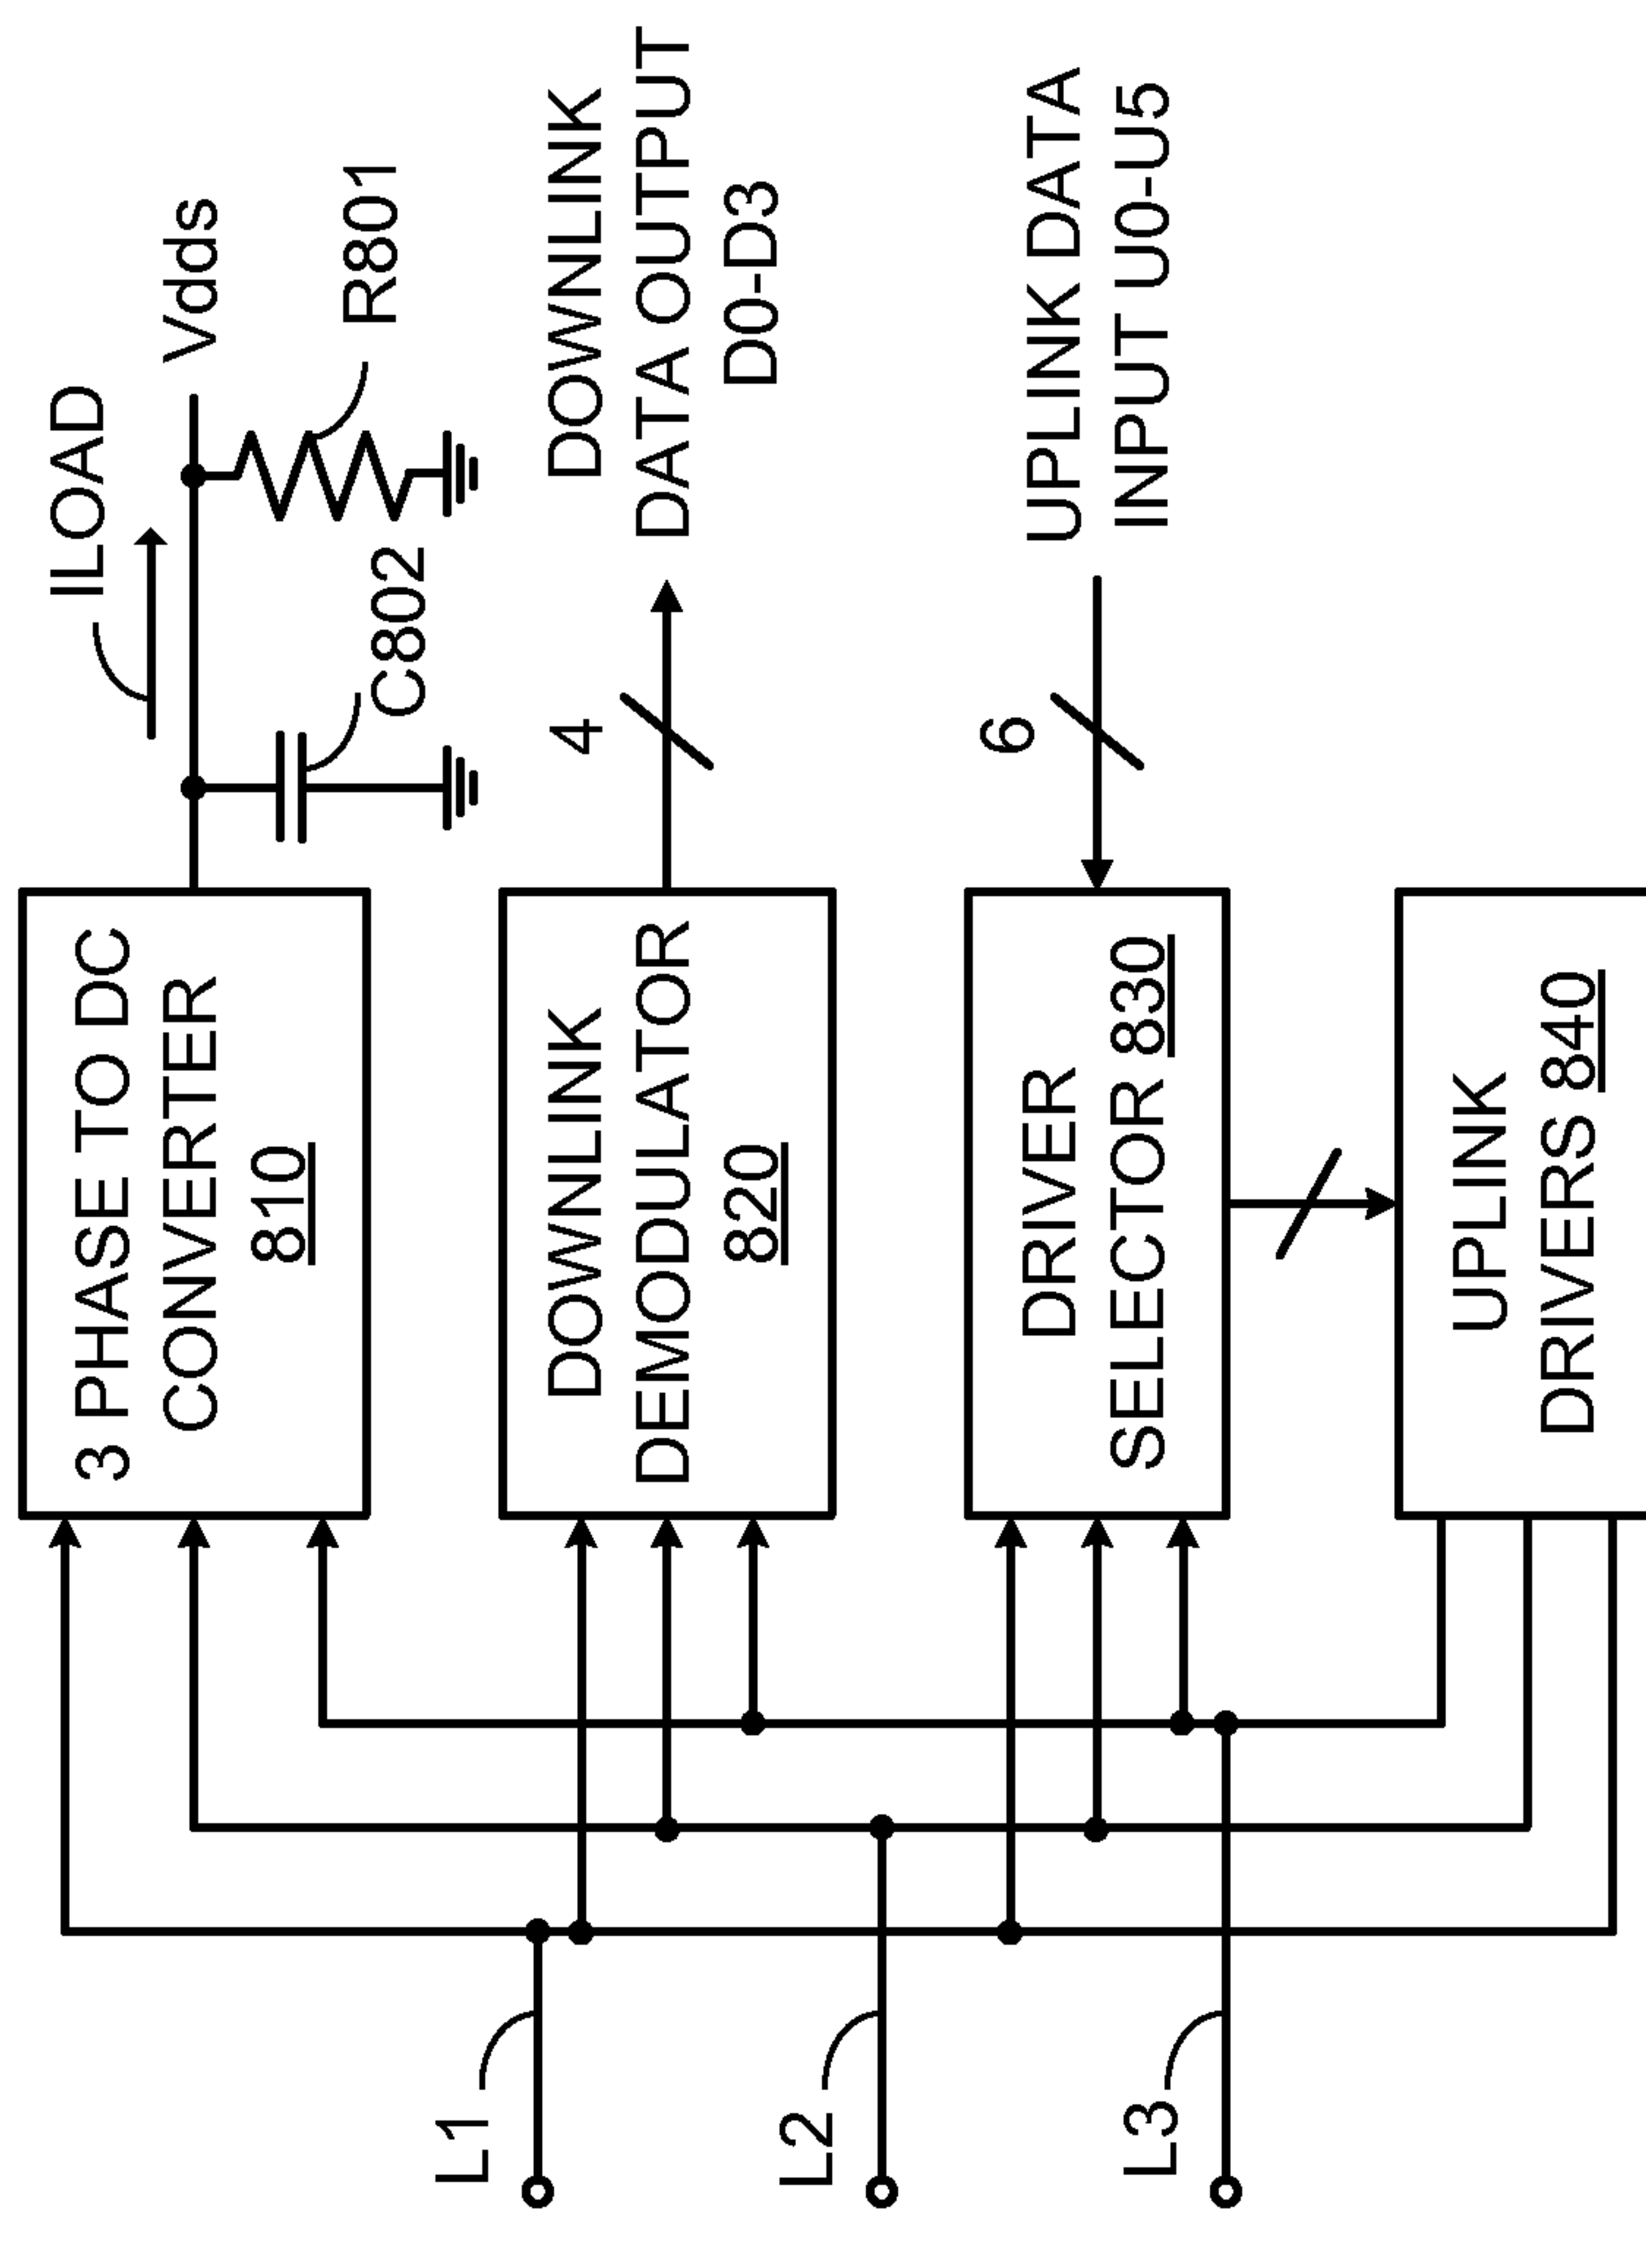 ILOAD
Vdds
R801
C802
3 PHASE TO DC
CONVERTER
810
DOWNLINK
DEMODULATOR
820
4
DOWNLINK
DATA OUTPUT
D0-D3
DRIVER
SELECTOR 830
6
UPLINK DATA
INPUT U0-U5
UPLINK
DRIVERS 840
L1
L2
L3